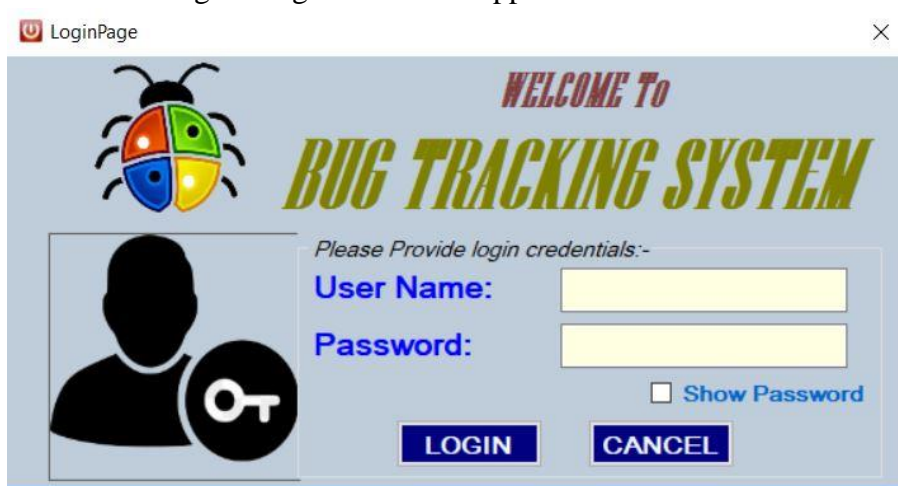 LoginPage
WELCOME To
BUG TRACKING SYSTEM
Please Provide login credentials:-
User Name:
Password:
Show Password
LOGIN
CANCEL